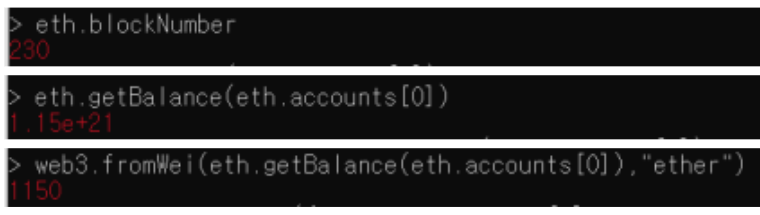 > eth.blockNumber
230
> eth.getBalance(eth.accounts[0])
1.15e+21
> web3.fromWei(eth.getBalance(eth.accounts[0]),"ether")
1150